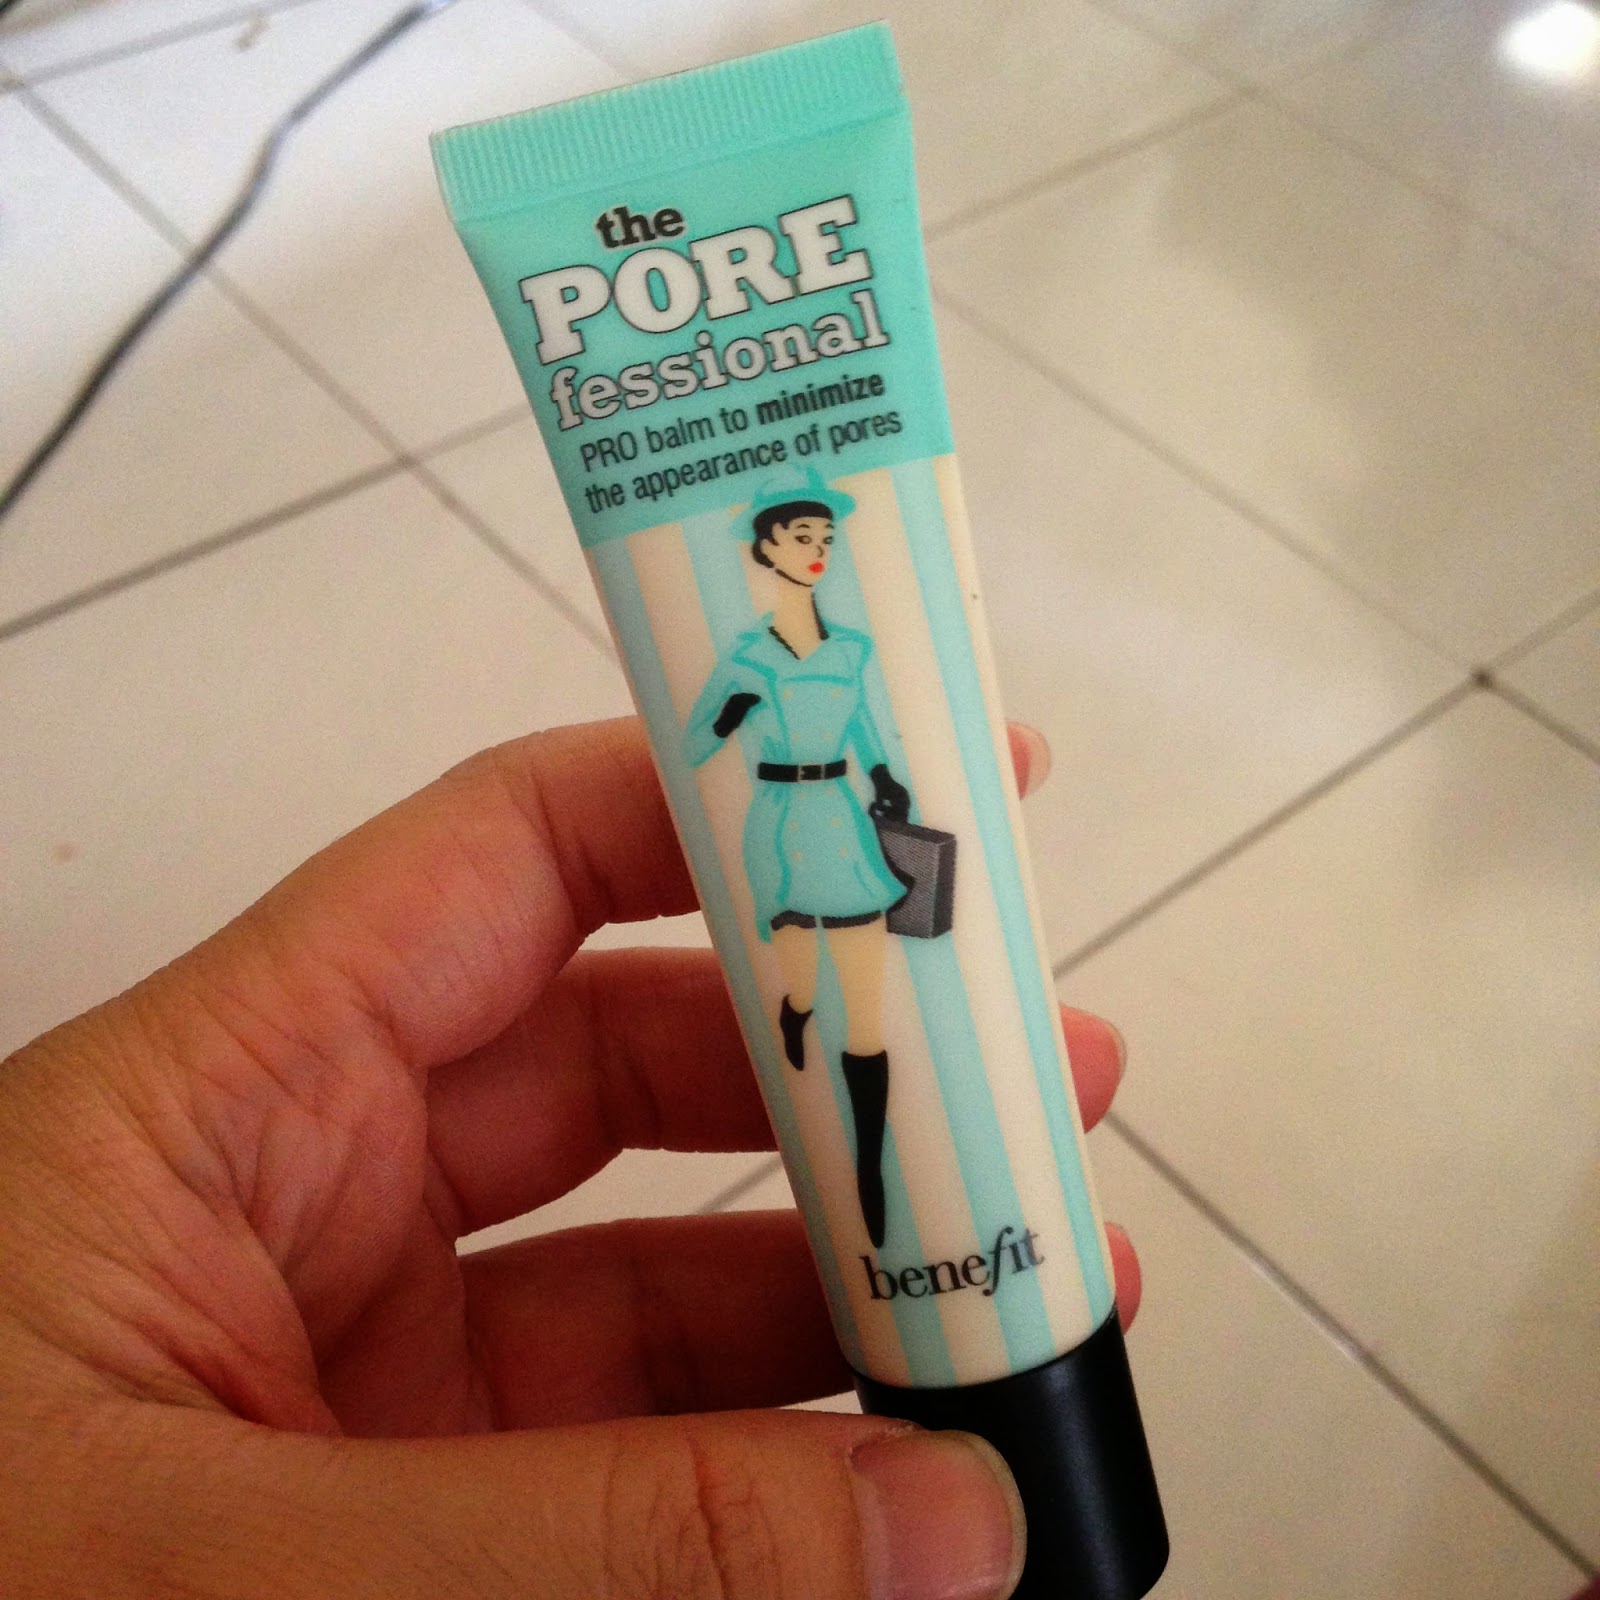 the
PORE
fessional
PRO balm to minimize
the appearance of pores
benefit